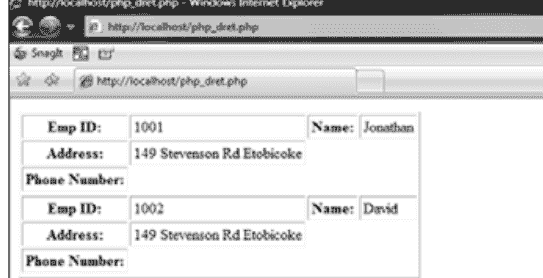 http://localhost/php_dret.php - Windows Internet Explorer
http://localhost/php_dret.php
SnagIt
http://localhost/php_dret.php
Emp ID: 1001 Name: Jonathan
Address: 149 Stevenson Rd Etobicoke
Phone Number:
Emp ID: 1002 Name: David
Address: 149 Stevenson Rd Etobicoke
Phone Number: